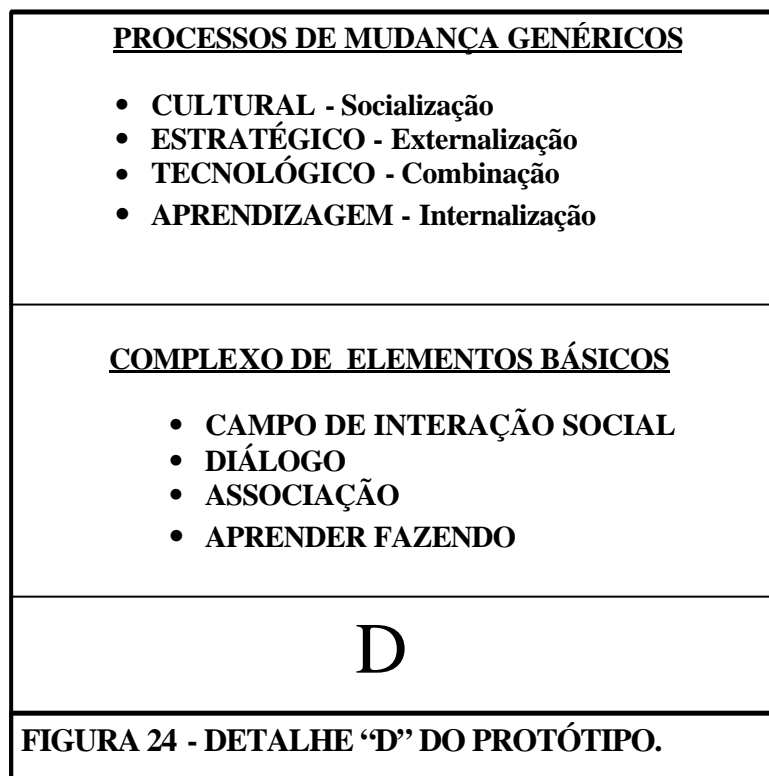 PROCESSOS DE MUDANÇA GENÉRICOS
• CULTURAL - Socialização
• ESTRATÉGICO - Externalização
• TECNOLÓGICO - Combinação
• APRENDIZAGEM - Internalização
COMPLEXO DE ELEMENTOS BÁSICOS
• CAMPO DE INTERAÇÃO SOCIAL
• DIÁLOGO
• ASSOCIAÇÃO
• APRENDER FAZENDO
D
FIGURA 24 - DETALHE “D” DO PROTÓTIPO.